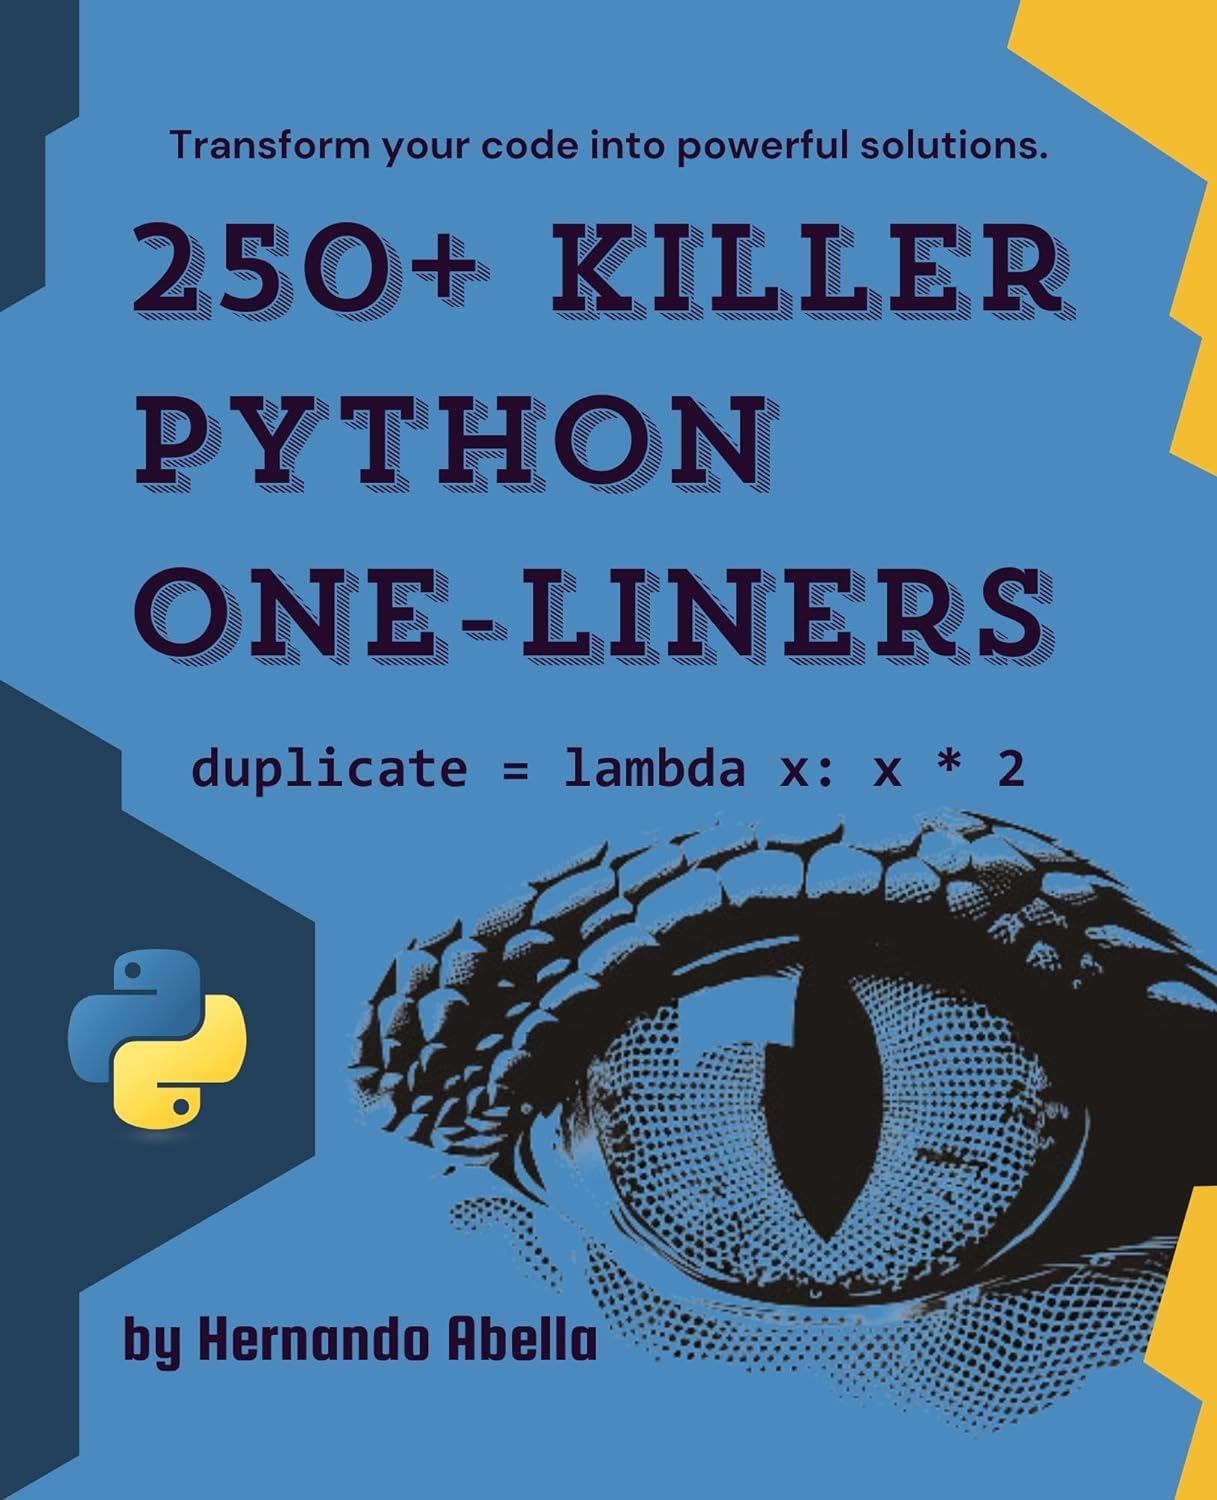 Transform your code into powerful solutions.
250+ KILLER
PYTHON
ONE-LINERS
duplicate = lambda x: x * 2
by Hernando Abella